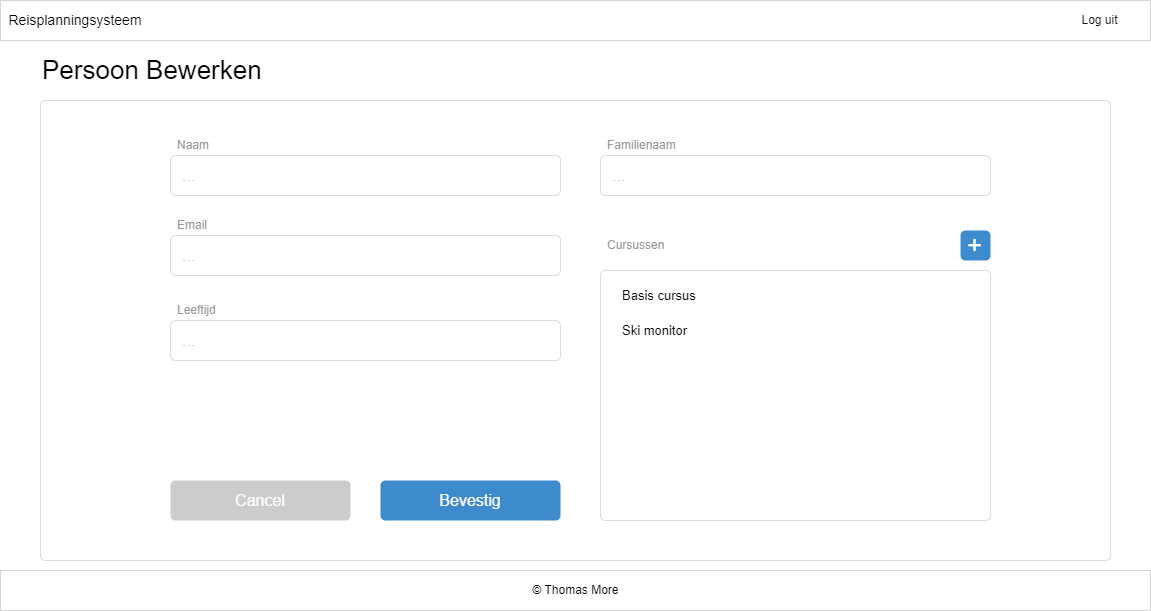 Reisplanningsysteem
Log uit
Persoon Bewerken
Naam
...
Familienaam
...
Email
...
Leeftijd
...
Cursussen
+
Basis cursus
Ski monitor
Cancel
Bevestig
© Thomas More